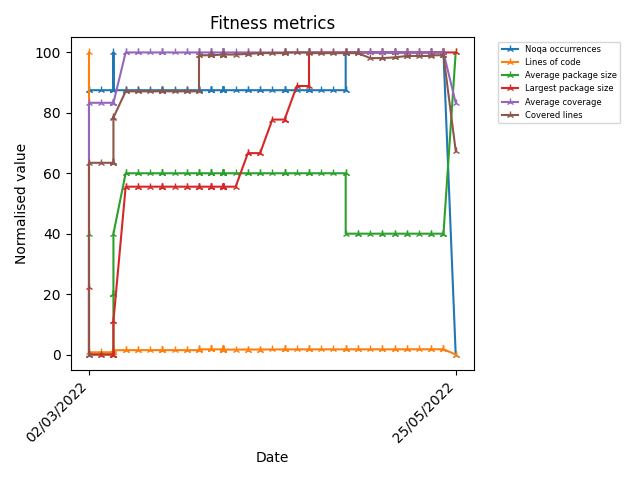 Fitness metrics
Normalised value
100
80
60
40
20
0
02/03/2022
25/05/2022
Date
Noqa occurrences
Lines of code
Average package size
Largest package size
Average coverage
Covered lines